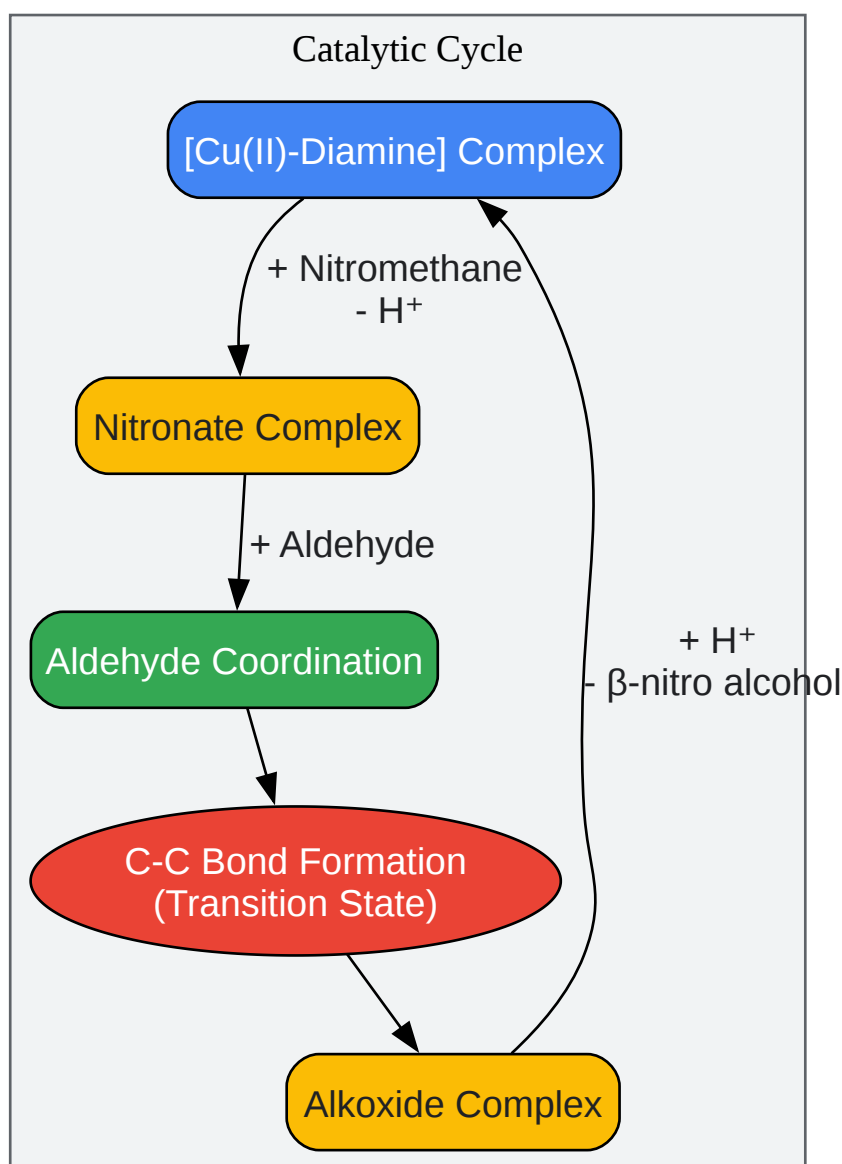 Catalytic Cycle
[Cu(II)-Diamine] Complex
+ Nitromethane
- H⁺
Nitronate Complex
+ Aldehyde
Aldehyde Coordination
+ H⁺
- β-nitro alcohol
C-C Bond Formation
(Transition State)
Alkoxide Complex